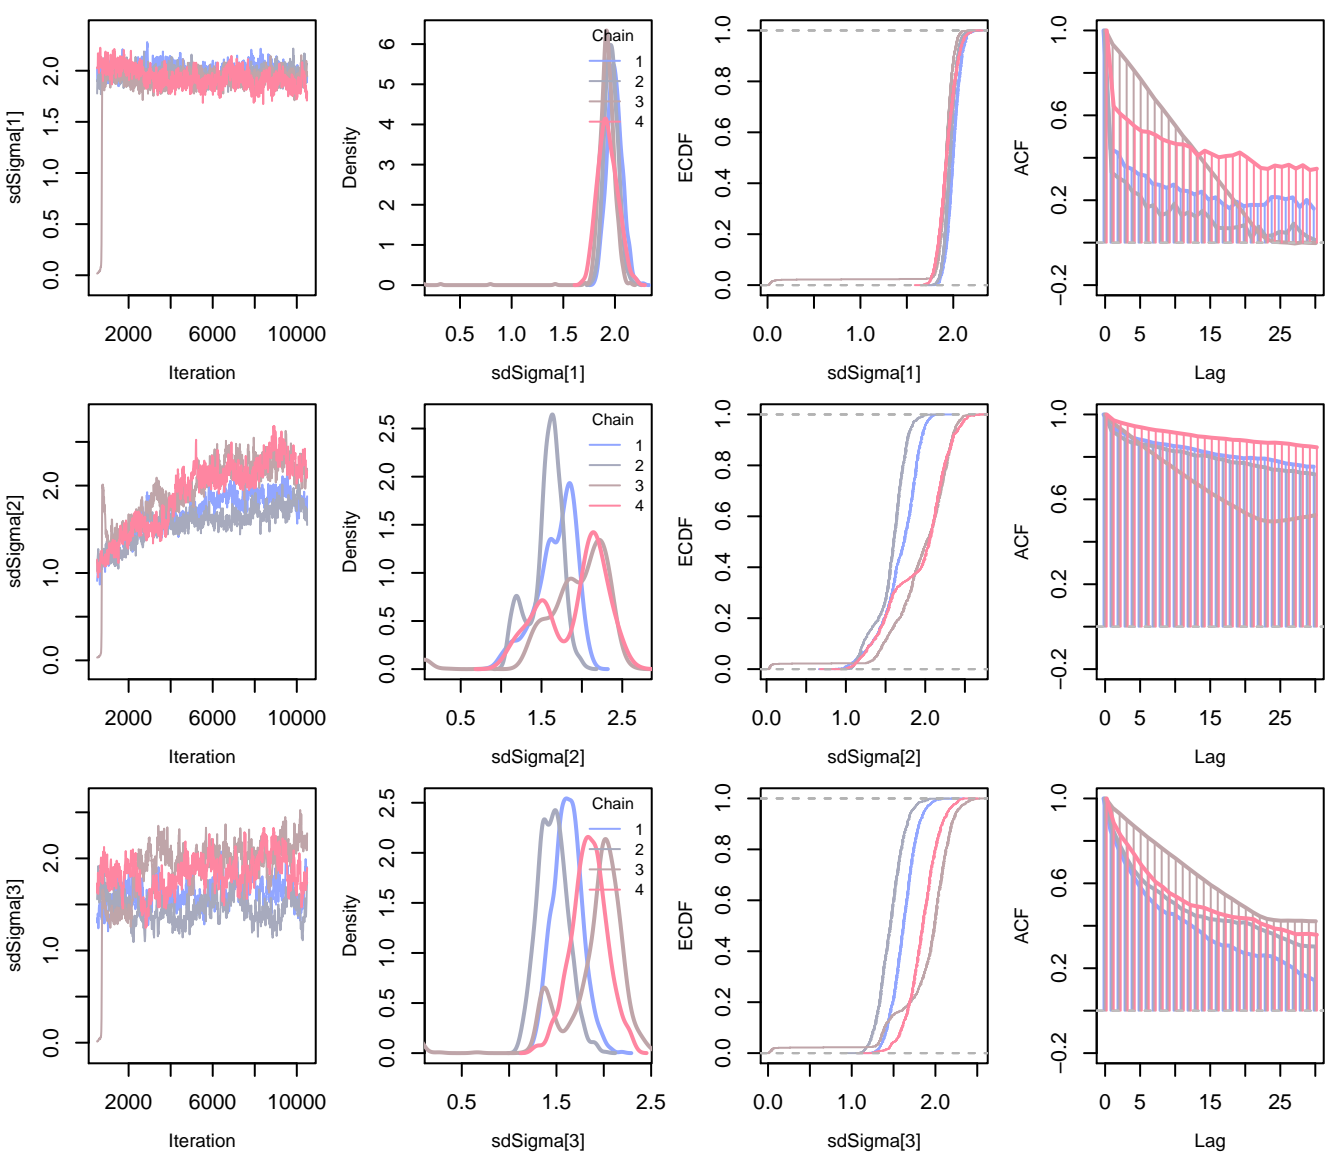 sdSigma[1]
0.0 0.5 1.0 1.5 2.0
2000 6000 10000
Iteration
Density
0 1 2 3 4 5 6
Chain
1
2
3
4
0.5 1.0 1.5 2.0
sdSigma[1]
ECDF
0.0 0.2 0.4 0.6 0.8 1.0
0.0 1.0 2.0
sdSigma[1]
ACF
−0.2 0.2 0.6 1.0
0 5 15 25
Lag
sdSigma[2]
0.0 1.0 2.0
2000 6000 10000
Iteration
Density
0.0 0.5 1.0 1.5 2.0 2.5
Chain
1
2
3
4
0.5 1.5 2.5
sdSigma[2]
ECDF
0.0 0.2 0.4 0.6 0.8 1.0
0.0 1.0 2.0
sdSigma[2]
ACF
−0.2 0.2 0.6 1.0
0 5 15 25
Lag
sdSigma[3]
0.0 1.0 2.0
2000 6000 10000
Iteration
Density
0.0 0.5 1.0 1.5 2.0 2.5
Chain
1
2
3
4
0.5 1.5 2.5
sdSigma[3]
ECDF
0.0 0.2 0.4 0.6 0.8 1.0
0.0 1.0 2.0
sdSigma[3]
ACF
−0.2 0.2 0.6 1.0
0 5 15 25
Lag